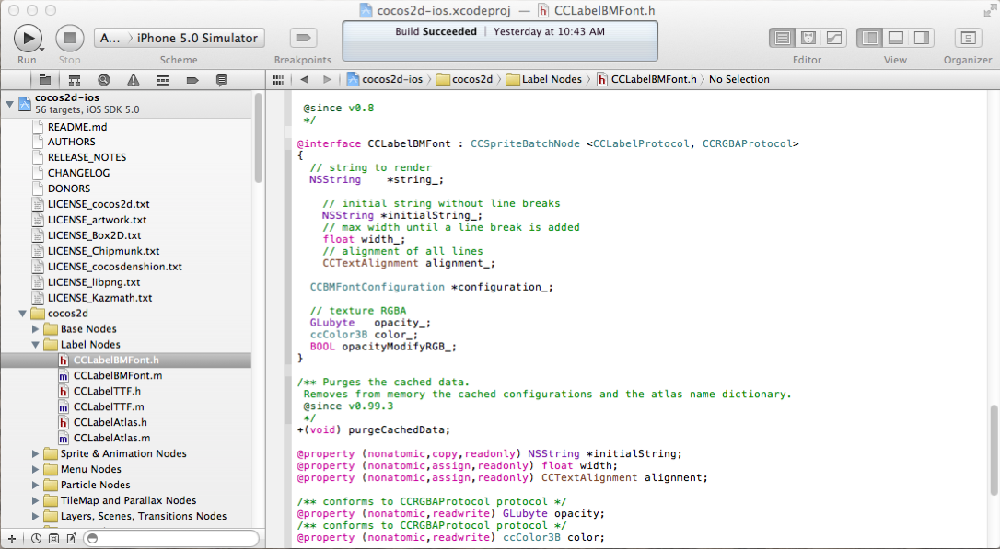 cocos2d-ios.xcodeproj — h CCLabelBMFont.h
A... iPhone 5.0 Simulator
Build Succeeded | Yesterday at 10:43 AM
Run Stop Scheme Breakpoints Editor View Organizer
cocos2d-ios cocos2d Label Nodes h CCLabelBMFont.h No Selection
cocos2d-ios
56 targets, iOS SDK 5.0
README.md
AUTHORS
RELEASE_NOTES
CHANGELOG
DONORS
LICENSE_cocos2d.txt
LICENSE_artwork.txt
LICENSE_Box2D.txt
LICENSE_Chipmunk.txt
LICENSE_cocosdenshion.txt
LICENSE_libpng.txt
LICENSE_Kazmath.txt
cocos2d
Base Nodes
Label Nodes
h CCLabelBMFont.h
m CCLabelBMFont.m
h CCLabelTTF.h
m CCLabelTTF.m
h CCLabelAtlas.h
m CCLabelAtlas.m
Sprite & Animation Nodes
Menu Nodes
Particle Nodes
TileMap and Parallax Nodes
Layers, Scenes, Transitions Nodes
@since v0.8
*/
@interface CCLabelBMFont : CCSpriteBatchNode <CCLabelProtocol, CCRGBAProtocol>
{
// string to render
NSString *string_;
// initial string without line breaks
NSString *initialString_;
// max width until a line break is added
float width_;
// alignment of all lines
CCTextAlignment alignment_;
CCBMFontConfiguration *configuration_;
// texture RGBA
GLubyte opacity_;
ccColor3B color_;
BOOL opacityModifyRGB_;
}
/** Purges the cached data.
Removes from memory the cached configurations and the atlas name dictionary.
@since v0.99.3
*/
+(void) purgeCachedData;
@property (nonatomic,copy,readonly) NSString *initialString;
@property (nonatomic,assign,readonly) float width;
@property (nonatomic,assign,readonly) CCTextAlignment alignment;
/** conforms to CCRGBAProtocol protocol */
@property (nonatomic,readwrite) GLubyte opacity;
/** conforms to CCRGBAProtocol protocol */
@property (nonatomic,readwrite) ccColor3B color;